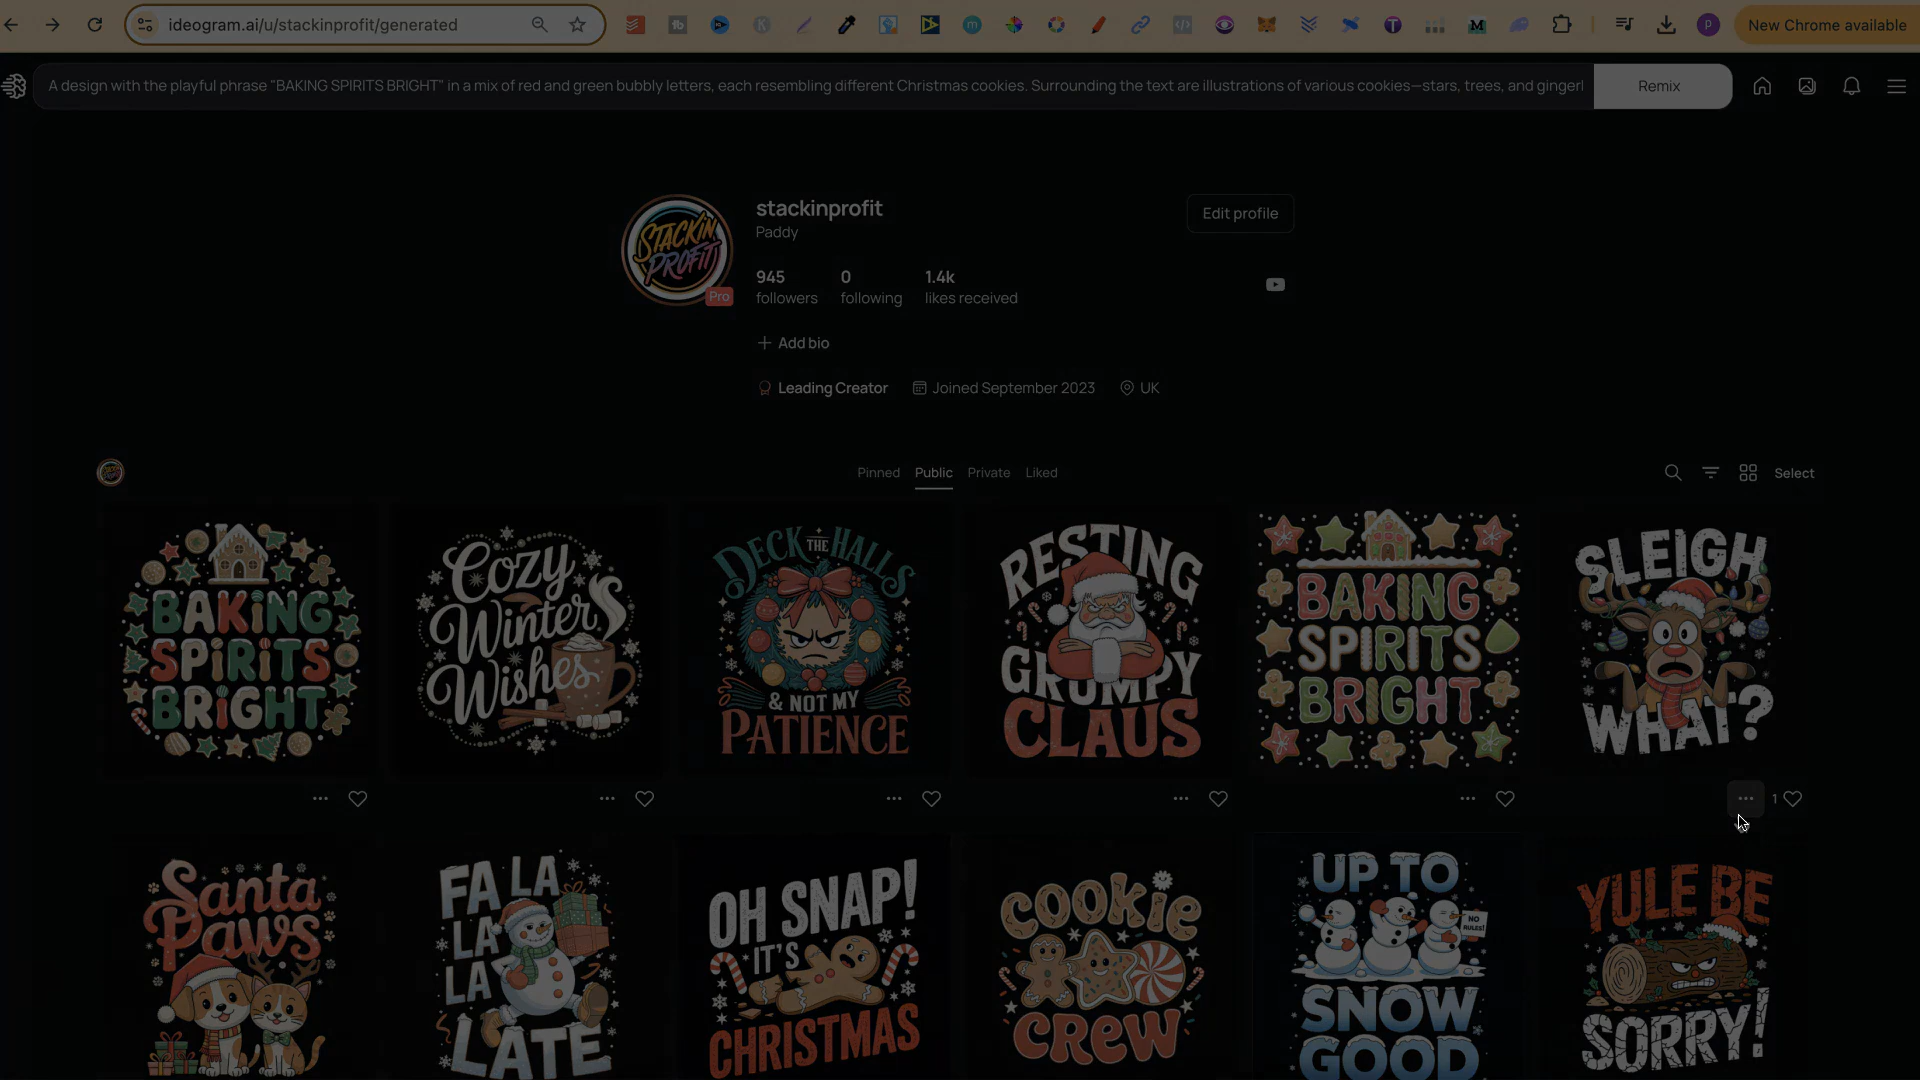 ideogram.ai/u/stackinprofit/generated
New Chrome available
A design with the playful phrase "BAKING SPIRITS BRIGHT" in a mix of red and green bubbly letters, each resembling different Christmas cookies. Surrounding the text are illustrations of various cookies—stars, trees, and gingerl
Remix
STACKIN
PROFIT
Pro
stackinprofit
Paddy
Edit profile
945 0 1.4k
followers following likes received
Add bio
Leading Creator Joined September 2023 UK
Pinned Public Private Liked
Select
BAKING
SPIRITS
BRIGHT
Cozy
Winter
Wishes
DECK THE HALLS
& NOT MY
PATIENCE
RESTING
GRUMPY
CLAUS
BAKING
SPIRITS
BRIGHT
SLEIGH
WHAT?
1
Santa
Paws
FA LA
LA
LA
LATE
OH SNAP!
IT'S
CHRISTMAS
COOKIE
CREW
UP TO
NO
RULES!
SNOW
GOOD
YULE BE
SORRY!